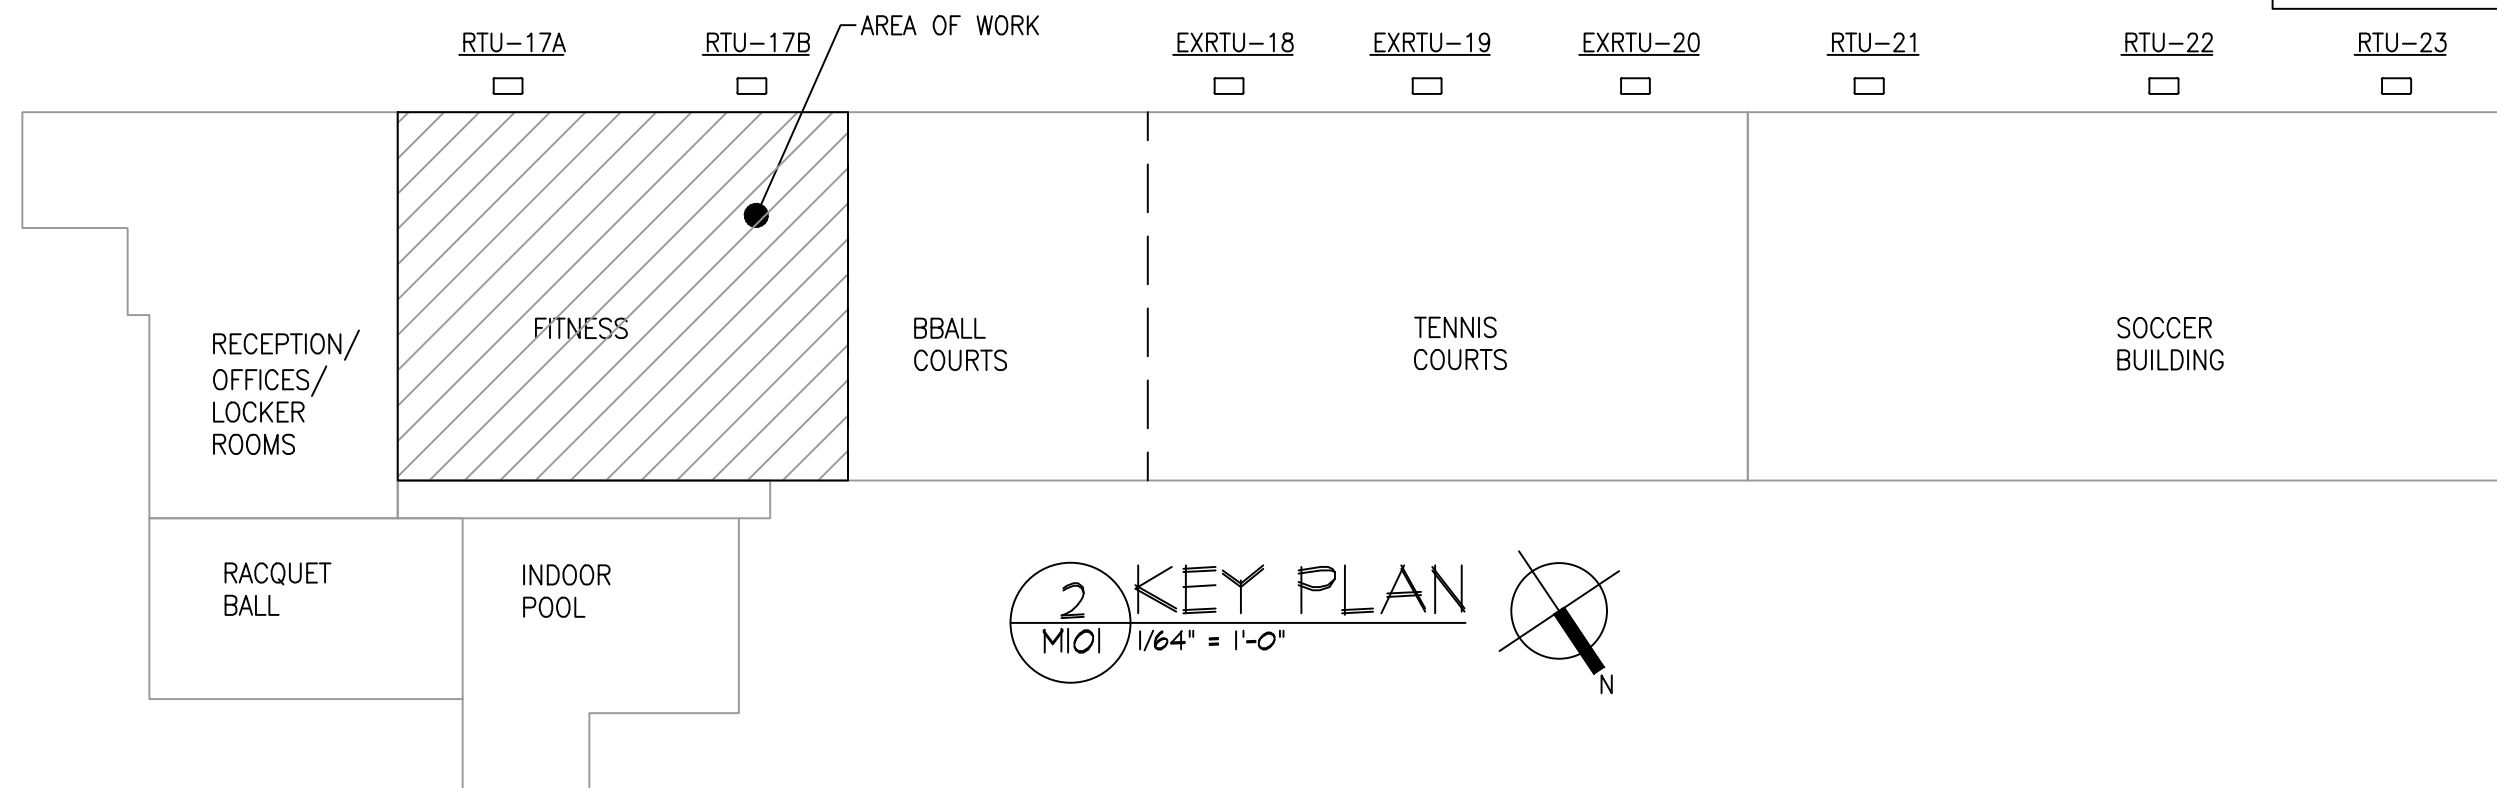 AREA OF WORK
RTU-17A
RTU-17B
EXRTU-18
EXRTU-19
EXRTU-20
RTU-21
RTU-22
RTU-23
RECEPTION/
OFFICES/
LOCKER
ROOMS
FITNESS
BBALL
COURTS
TENNIS
COURTS
SOCCER
BUILDING
RACQUET
BALL
INDOOR
POOL
2
M101
KEY PLAN
1/64" = 1'-0"
N